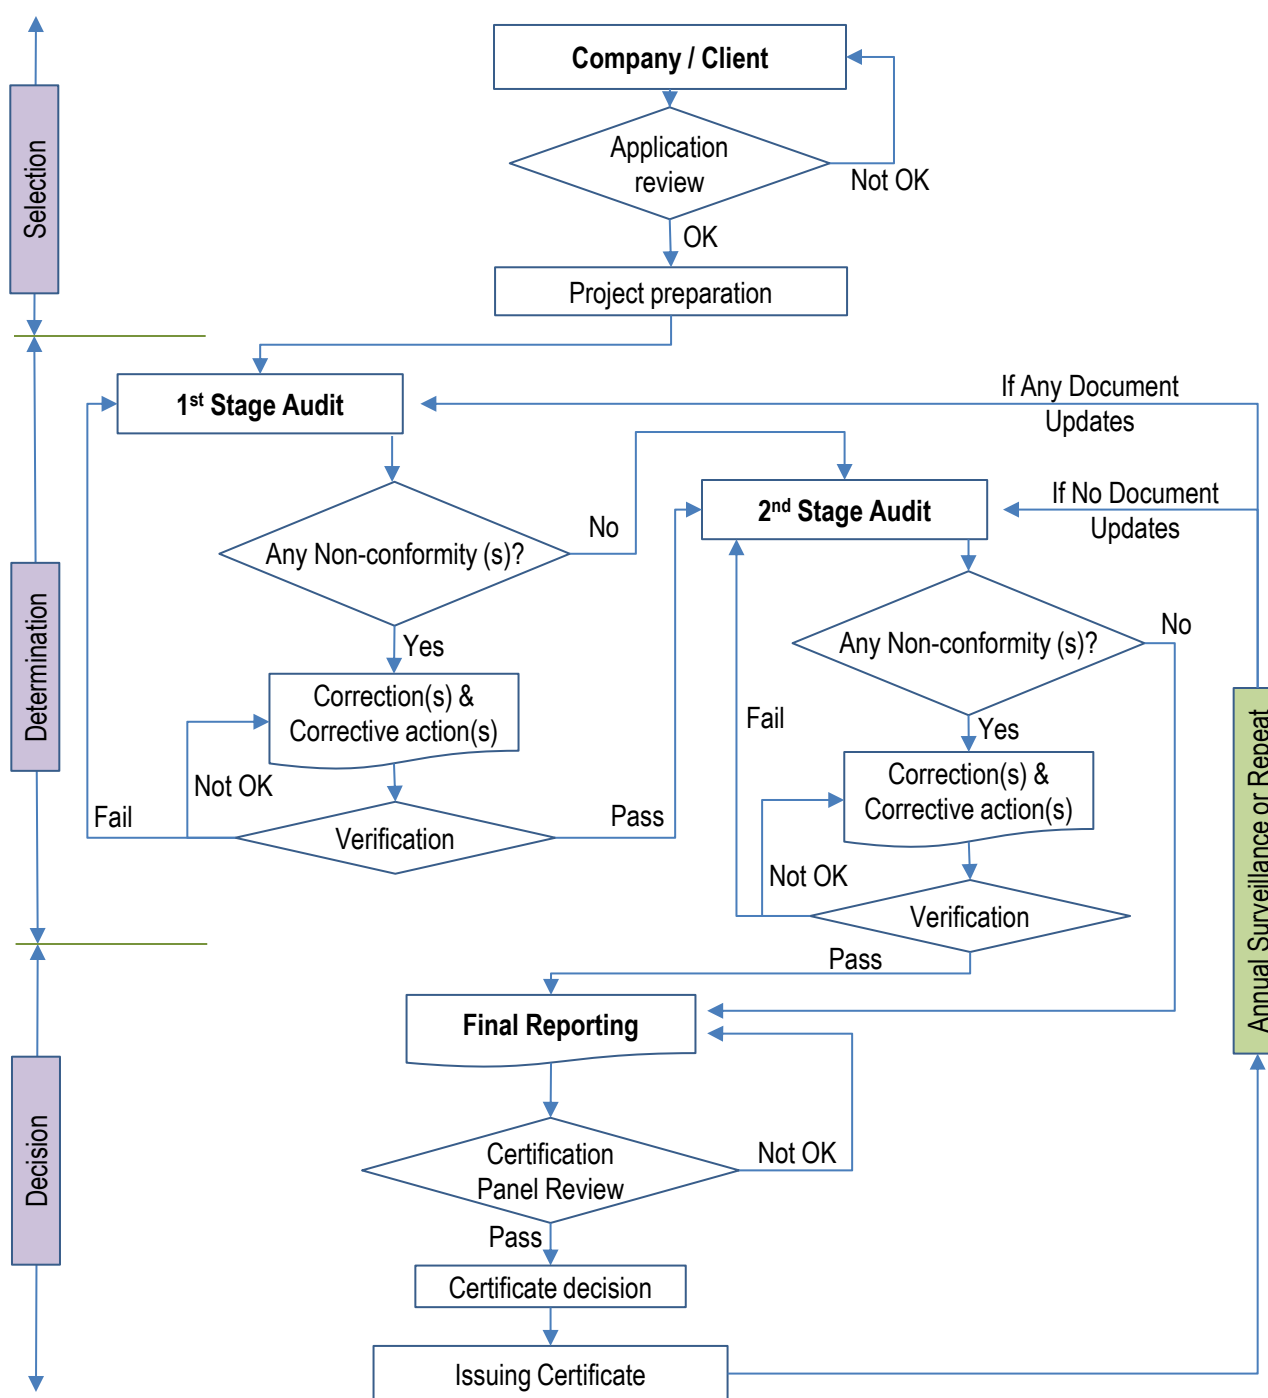 Company / Client
Application
review
Not OK
OK
Project preparation
Selection
1st Stage Audit
If Any Document
Updates
2nd Stage Audit
If No Document
Updates
No
Any Non-conformity (s)?
Yes
Correction(s) &
Corrective action(s)
Not OK
Fail
Verification
Pass
Determination
Any Non-conformity (s)?
No
Fail
Yes
Correction(s) &
Corrective action(s)
Not OK
Verification
Pass
Annual Surveillance or Repeat
Final Reporting
Certification
Panel Review
Not OK
Pass
Decision
Certificate decision
Issuing Certificate